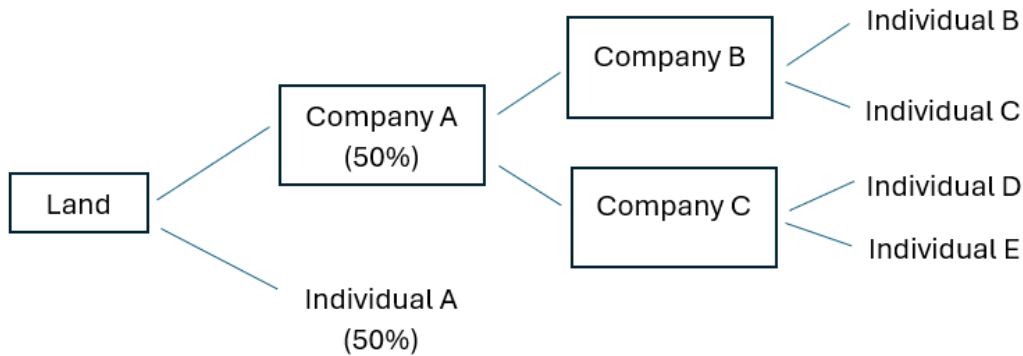 Land
Company A
(50%)
Individual A
(50%)
Company B
Company C
Individual B
Individual C
Individual D
Individual E